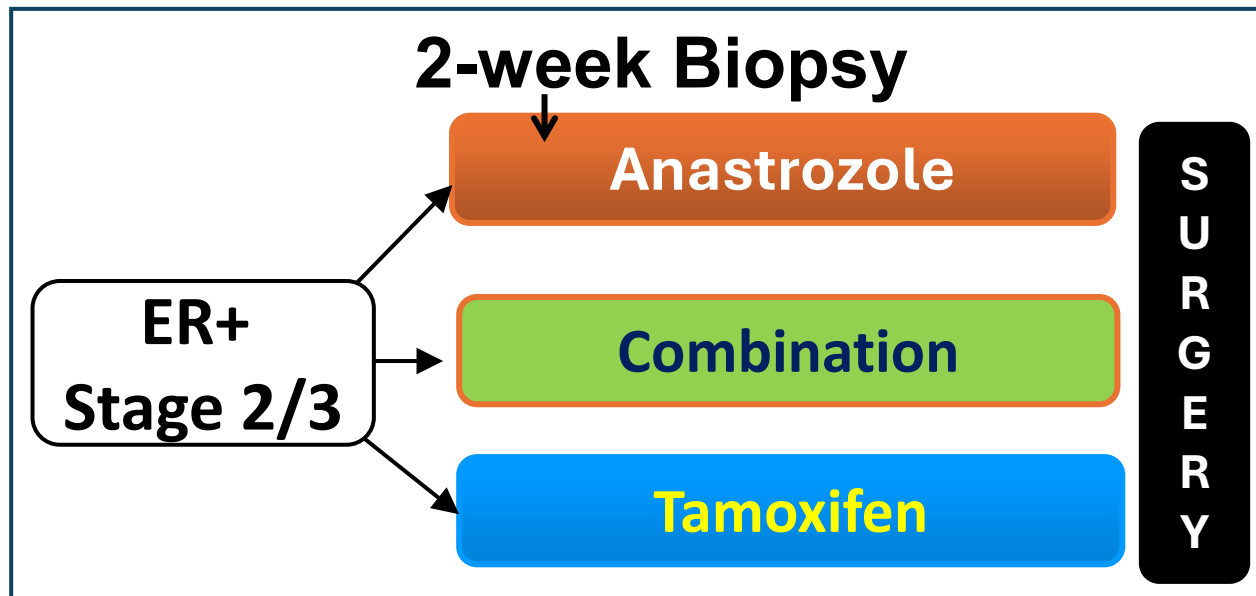 2-week Biopsy
Anastrozole
ER+
Stage 2/3
Combination
Tamoxifen
S
U
R
G
E
R
Y